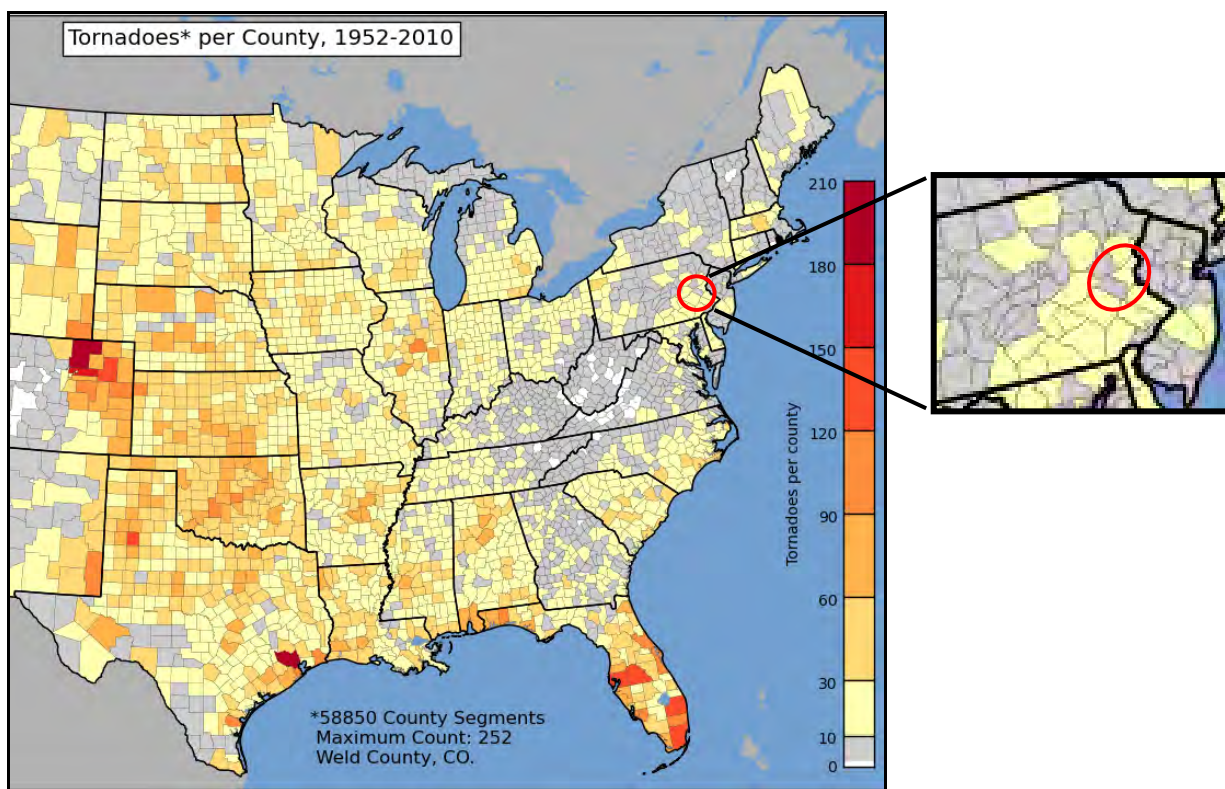 Tornadoes* per County, 1952-2010
210
180
150
120
90
60
30
10
0
Tornadoes per county
*58850 County Segments
Maximum Count: 252
Weld County, CO.